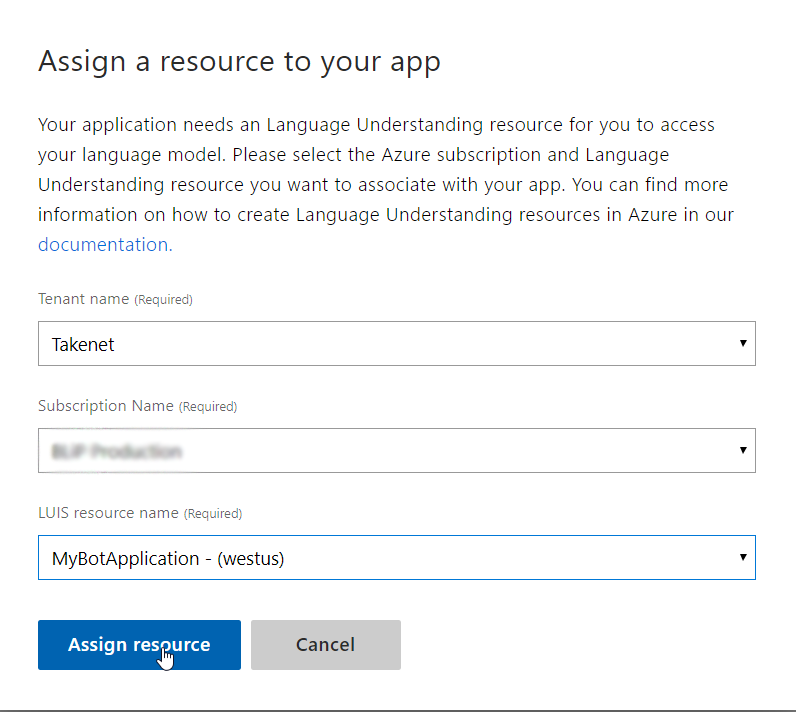 Assign a resource to your app
Your application needs an Language Understanding resource for you to access
your language model. Please select the Azure subscription and Language
Understanding resource you want to associate with your app. You can find more
information on how to create Language Understanding resources in Azure in our
documentation.
Tenant name (Required)
Takenet
Subscription Name (Required)
LUIS resource name (Required)
MyBotApplication - (westus)
Assign resource
Cancel